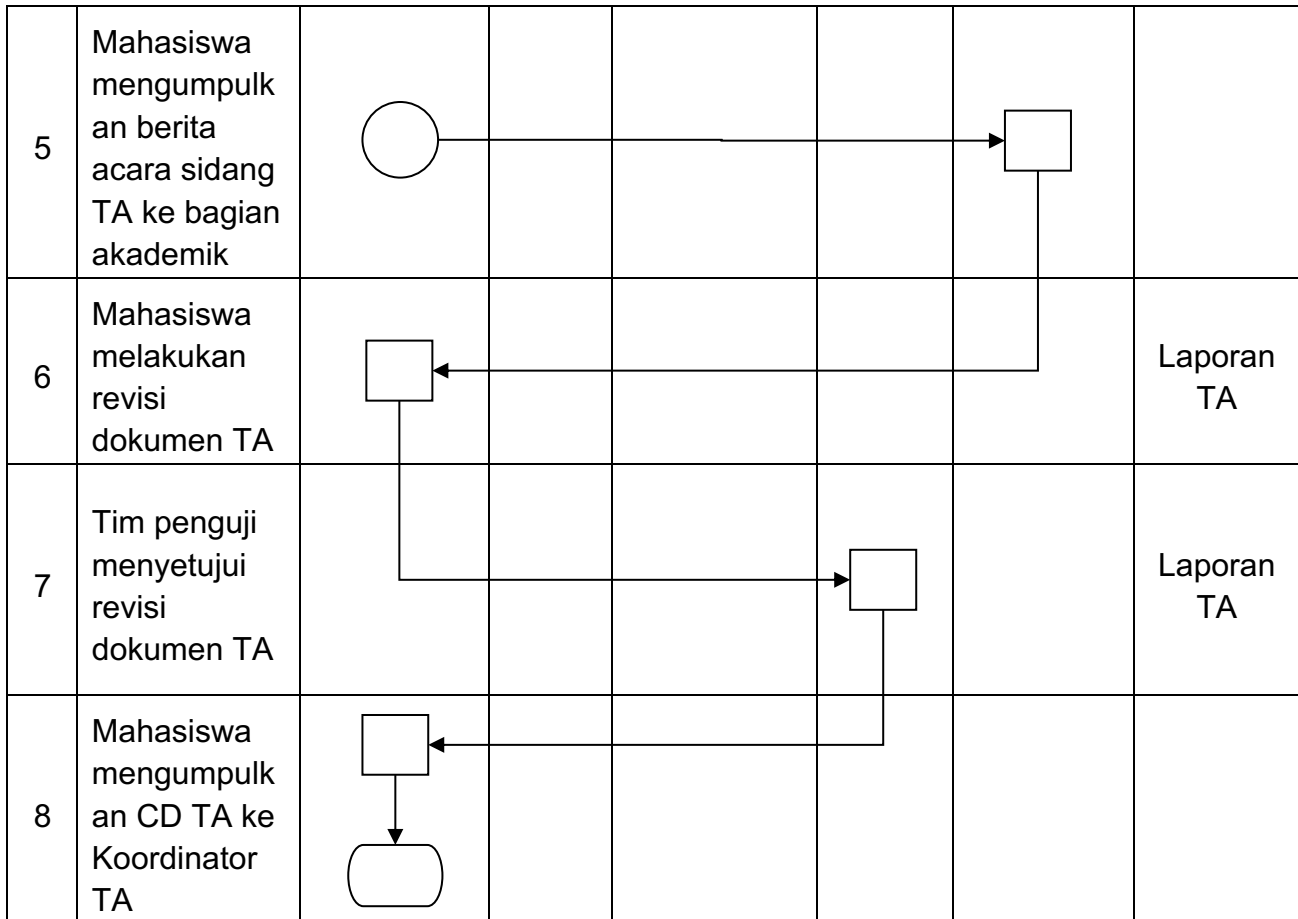 5
Mahasiswa
mengumpulk
an berita
acara sidang
TA ke bagian
akademik
6
Mahasiswa
melakukan
revisi
dokumen TA
Laporan
TA
7
Tim penguji
menyetujui
revisi
dokumen TA
Laporan
TA
8
Mahasiswa
mengumpulk
an CD TA ke
Koordinator
TA